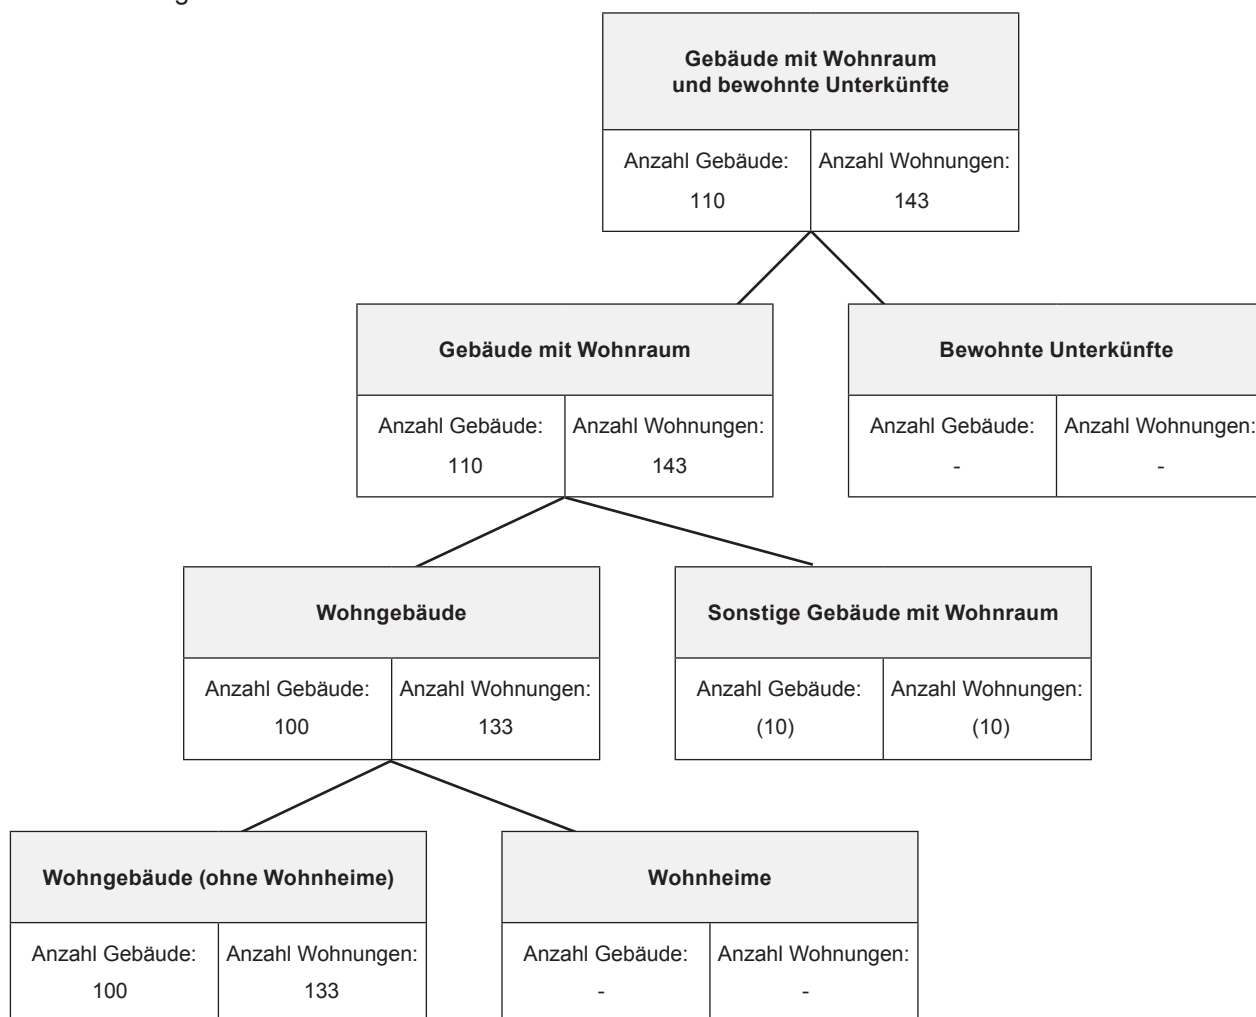 Gebäude mit Wohnraum
und bewohnte Unterkünfte
Anzahl Gebäude: Anzahl Wohnungen:
110 143
Gebäude mit Wohnraum
Anzahl Gebäude: Anzahl Wohnungen:
110 143
Bewohnte Unterkünfte
Anzahl Gebäude: Anzahl Wohnungen:
- -
Wohngebäude
Anzahl Gebäude: Anzahl Wohnungen:
100 133
Sonstige Gebäude mit Wohnraum
Anzahl Gebäude: Anzahl Wohnungen:
(10) (10)
Wohngebäude (ohne Wohnheime)
Anzahl Gebäude: Anzahl Wohnungen:
100 133
Wohnheime
Anzahl Gebäude: Anzahl Wohnungen:
- -